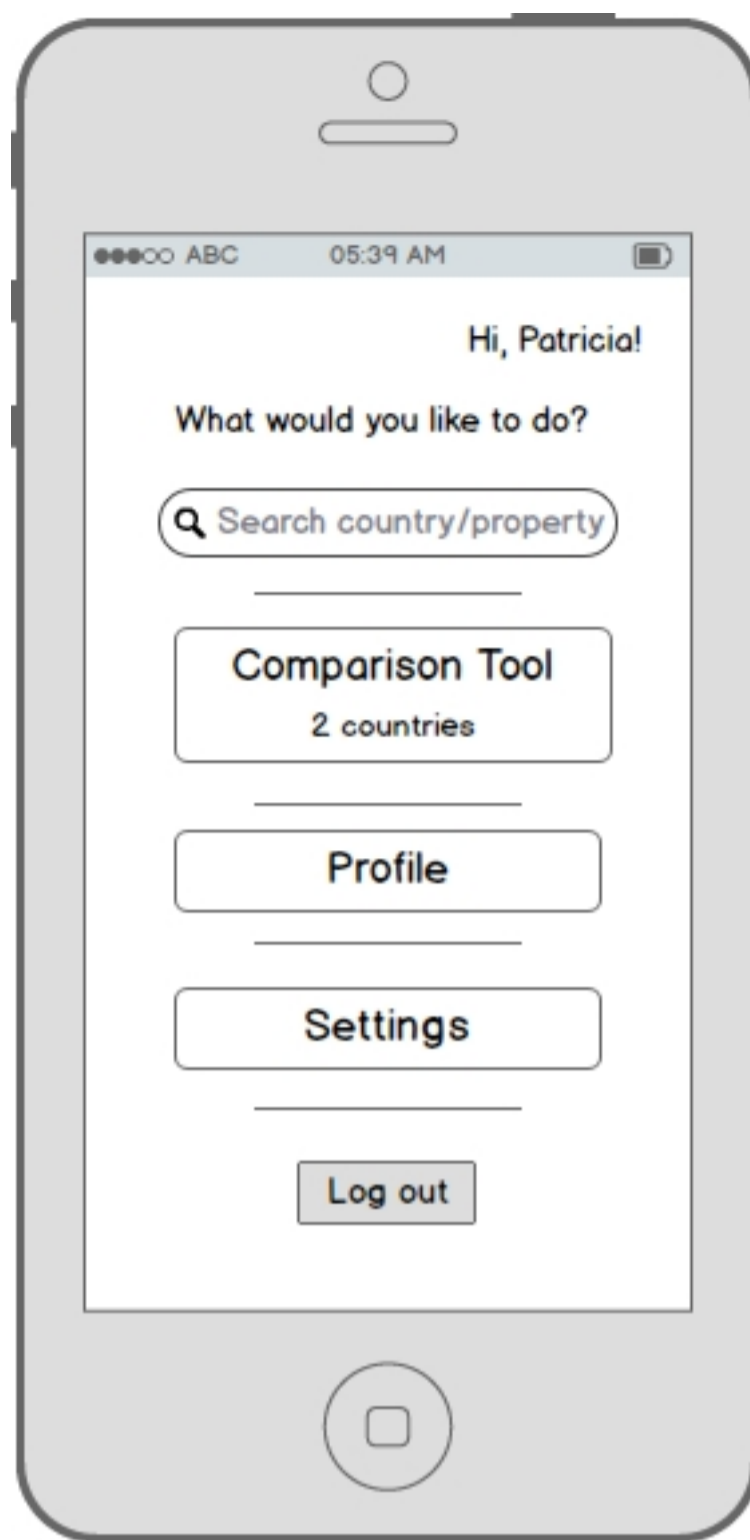 ABC 05:39 AM
Hi, Patricia!
What would you like to do?
Search country/property
Comparison Tool
2 countries
Profile
Settings
Log out